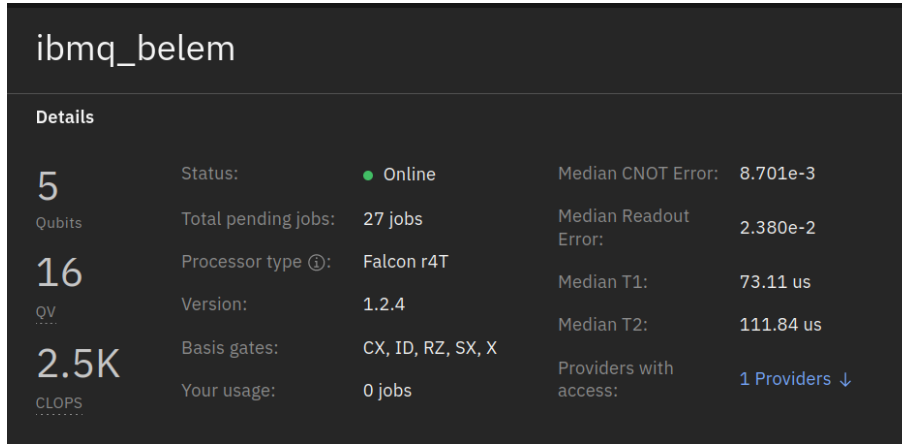 ibmq_belem
Details
5
Qubits
16
QV
2.5K
CLOPS
Status:
Online
Total pending jobs:
27 jobs
Processor type ⓘ:
Falcon r4T
Version:
1.2.4
Basis gates:
CX, ID, RZ, SX, X
Your usage:
0 jobs
Median CNOT Error:
8.701e-3
Median Readout
Error:
2.380e-2
Median T1:
73.11 us
Median T2:
111.84 us
Providers with
access:
1 Providers ↓